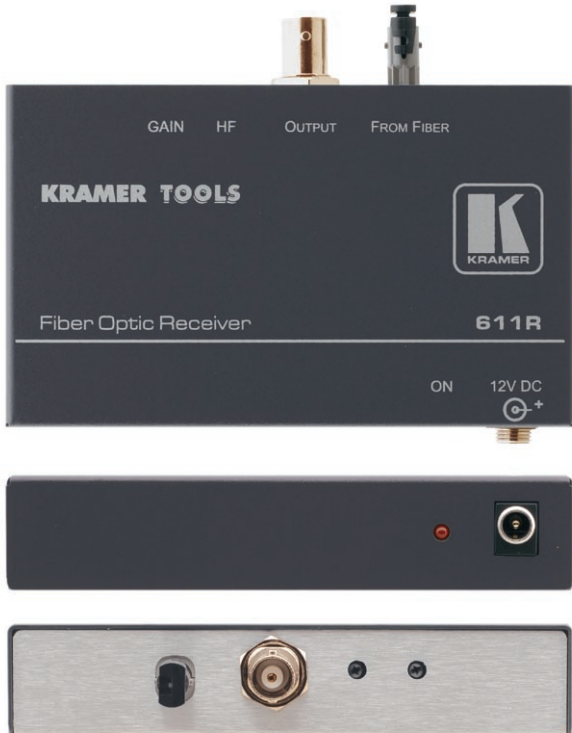 GAIN HF OUTPUT FROM FIBER
KRAMER TOOLS
K
KRAMER
Fiber Optic Receiver 611R
ON 12V DC
+